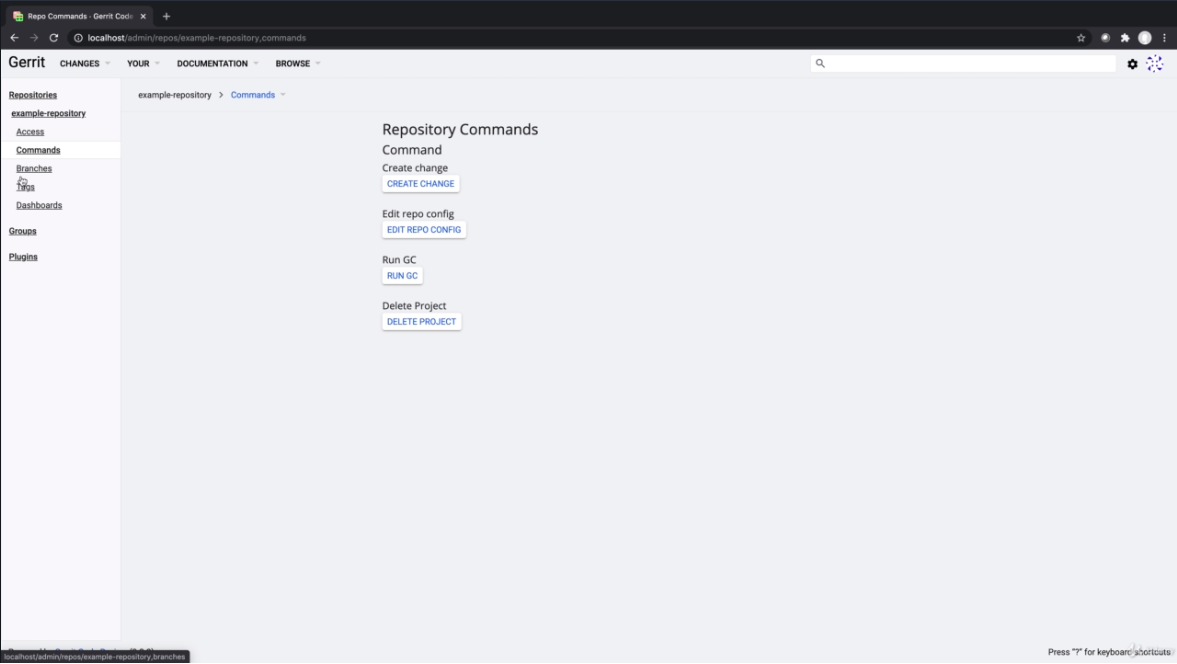 Repo Commands · Gerrit Code
localhost/admin/repos/example-repository,commands
Gerrit CHANGES YOUR DOCUMENTATION BROWSE
Repositories
example-repository
Access
Commands
Branches
Tags
Dashboards
Groups
Plugins
example-repository > Commands
Repository Commands
Command
Create change
CREATE CHANGE
Edit repo config
EDIT REPO CONFIG
Run GC
RUN GC
Delete Project
DELETE PROJECT
localhost/admin/repos/example-repository,branches
Press "?" for keyboard shortcuts